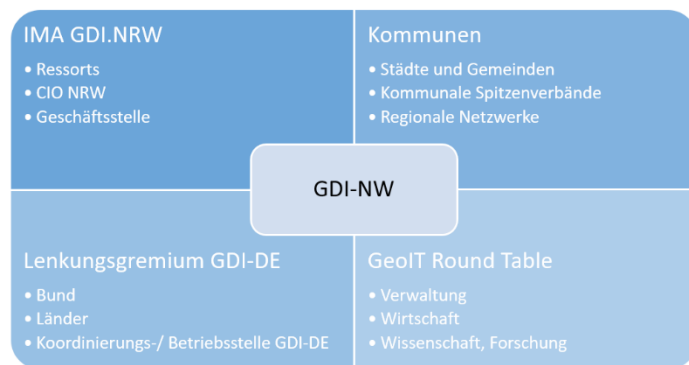 IMA GDI.NRW
• Ressorts
• CIO NRW
• Geschäftsstelle
Kommunen
• Städte und Gemeinden
• Kommunale Spitzenverbände
• Regionale Netzwerke
GDI-NW
Lenkungsgremium GDI-DE
• Bund
• Länder
• Koordinierungs-/ Betriebsstelle GDI-DE
GeoIT Round Table
• Verwaltung
• Wirtschaft
• Wissenschaft, Forschung